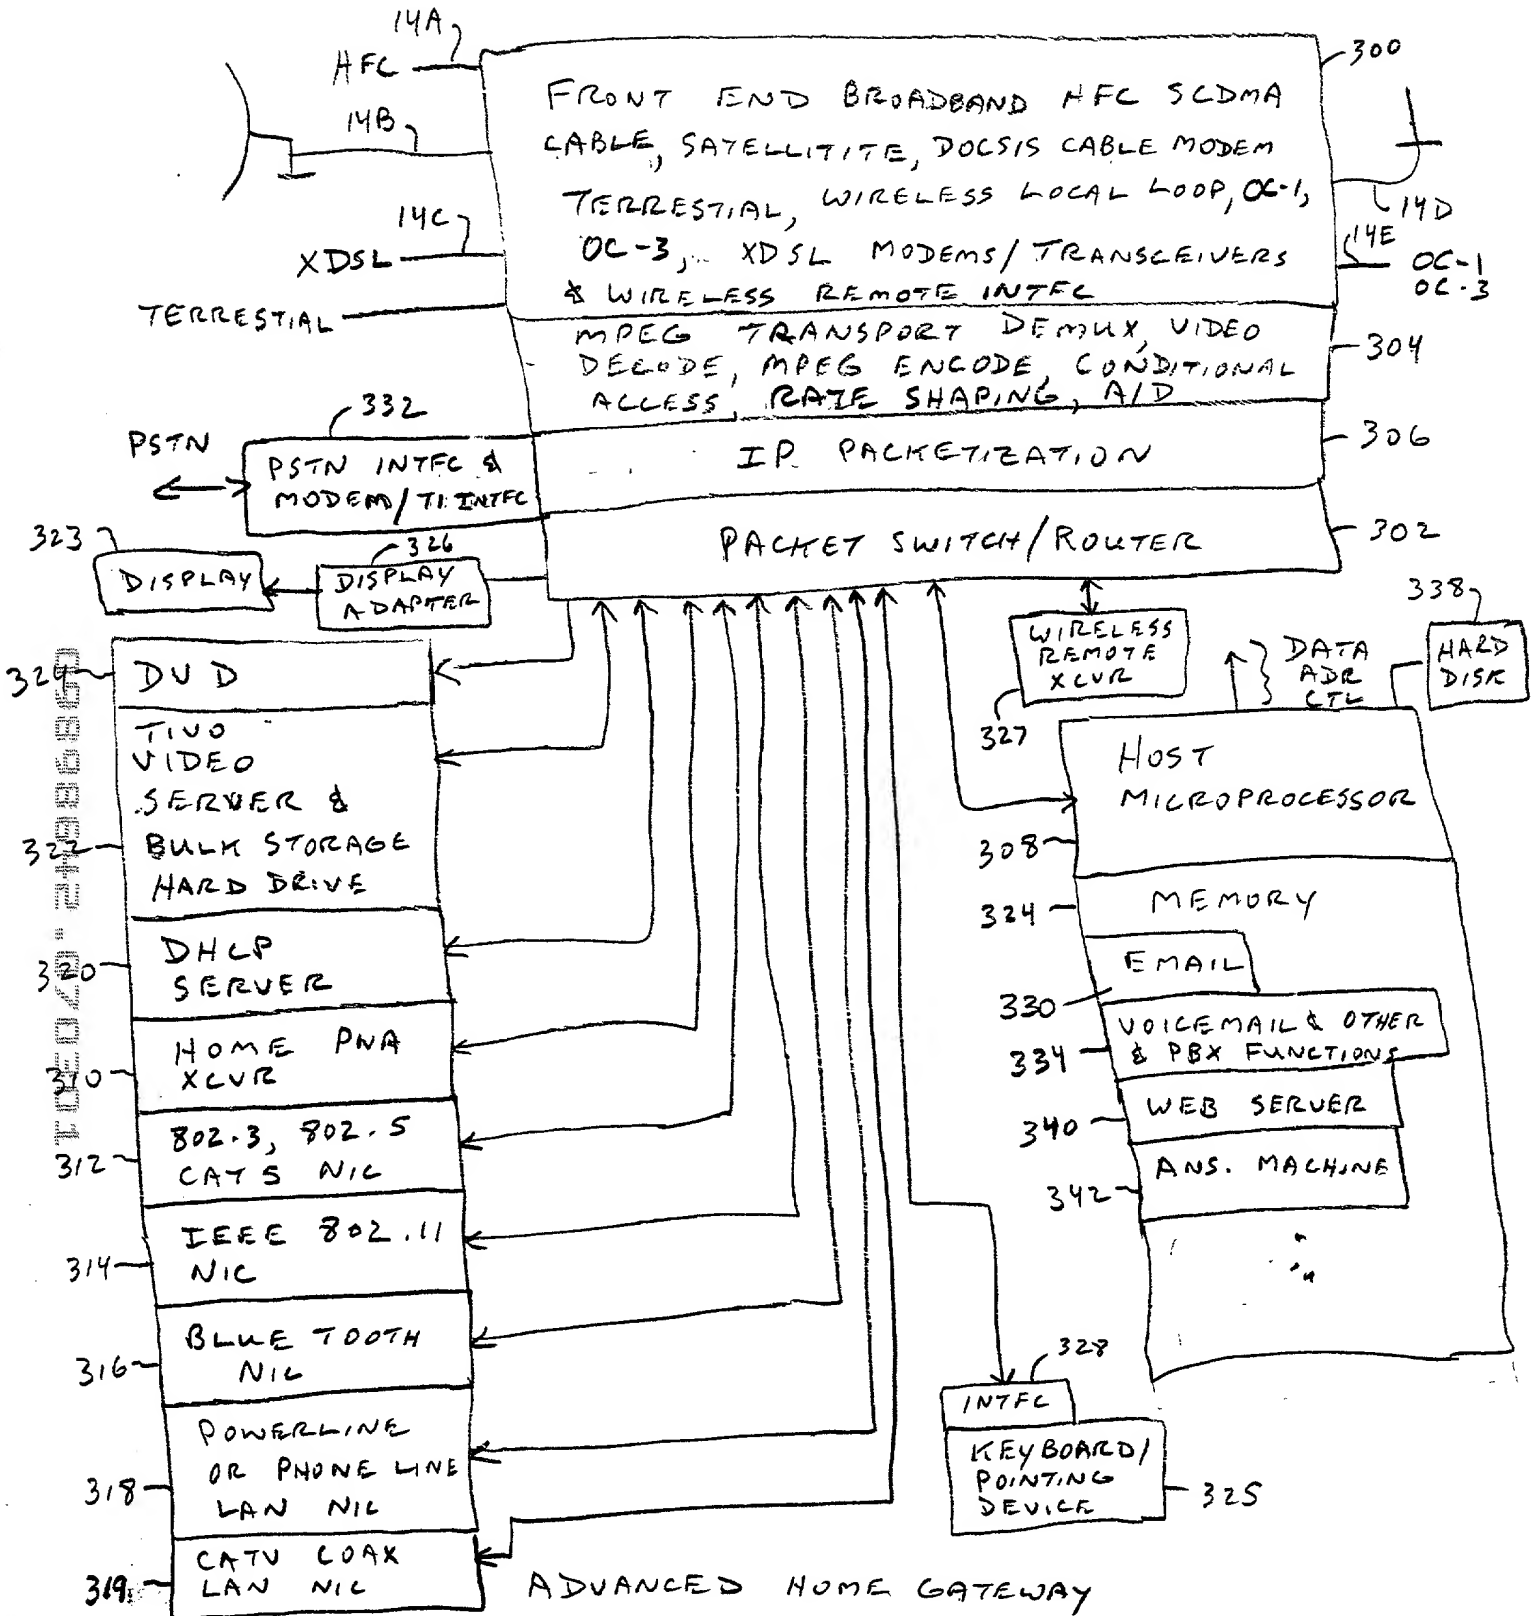 14A
HFC
300
FRONT END BROADBAND HFC SCDMA
CABLE, SATELLITITE, DOCSIS CABLE MODEM
TERRESTIAL, WIRELESS LOCAL LOOP, OC-1,
OC-3, XDSL MODEMS/TRANSCEIVERS
& WIRELESS REMOTE INTFC
14B
14C
XDSL
TERRESTIAL
14D
14E
OC-1
OC-3
MPEG TRANSPORT DEMUX, VIDEO
DECODE, MPEG ENCODE, CONDITIONAL
ACCESS, RATE SHAPING, A/D
304
332
PSTN
PSTN INTFC &
MODEM/T1 INTFC
IP PACKETIZATION
306
PACKET SWITCH/ROUTER
302
323
DISPLAY
326
DISPLAY
ADAPTER
WIRELESS
REMOTE
XCVR
327
DATA
ADR
CTL
338
HARD
DISK
324
DVD
TIVO
VIDEO
SERVER &
BULK STORAGE
HARD DRIVE
322
DHCP
SERVER
320
HOME PNA
XCVR
310
802.3, 802.5
CAT 5 NIC
312
IEEE 802.11
NIC
314
BLUE TOOTH
NIC
316
POWERLINE
OR PHONE LINE
LAN NIC
318
CATV COAX
LAN NIC
319
HOST
MICROPROCESSOR
308
MEMORY
324
EMAIL
330
VOICEMAIL & OTHER
& PBX FUNCTIONS
334
WEB SERVER
340
ANS. MACHINE
342
328
INTFC
KEYBOARD/
POINTING
DEVICE
325
ADVANCED HOME GATEWAY